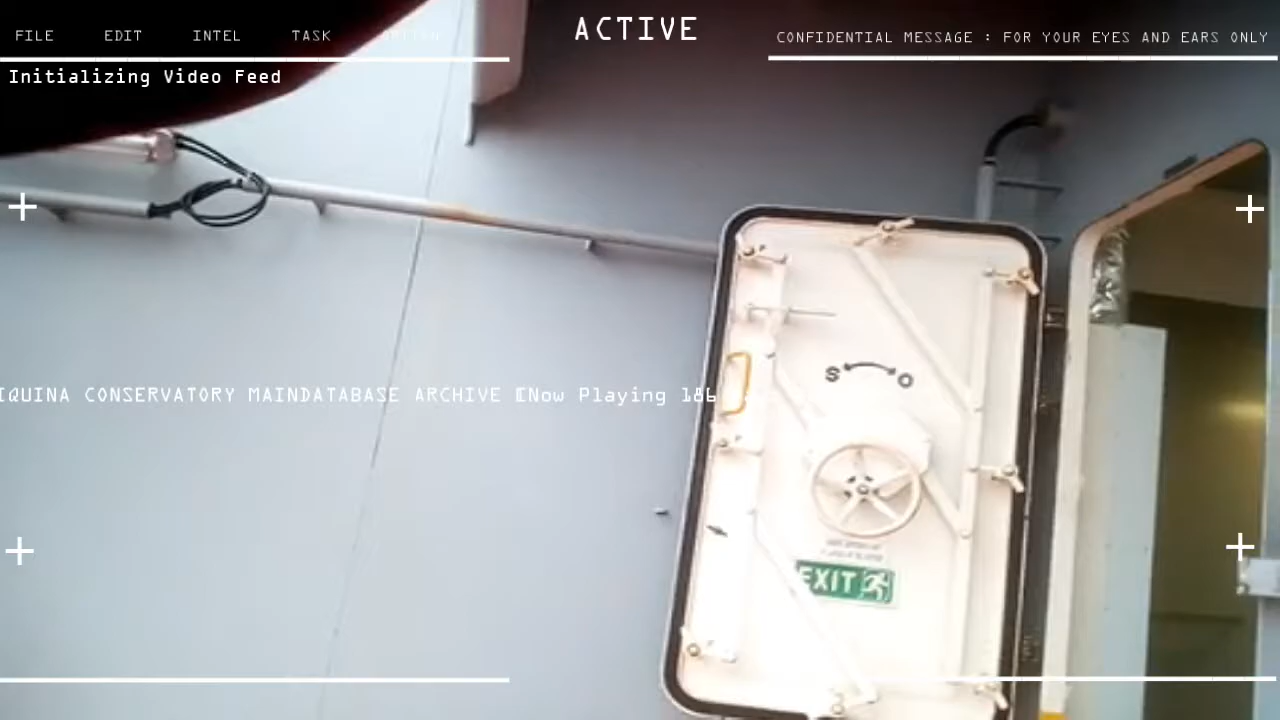 FILE EDIT INTEL TASK
ACTIVE
CONFIDENTIAL MESSAGE : FOR YOUR EYES AND EARS ONLY
Initializing Video Feed
IQUINA CONSERVATORY MAINDATABASE ARCHIVE [Now Playing
S O
EXIT